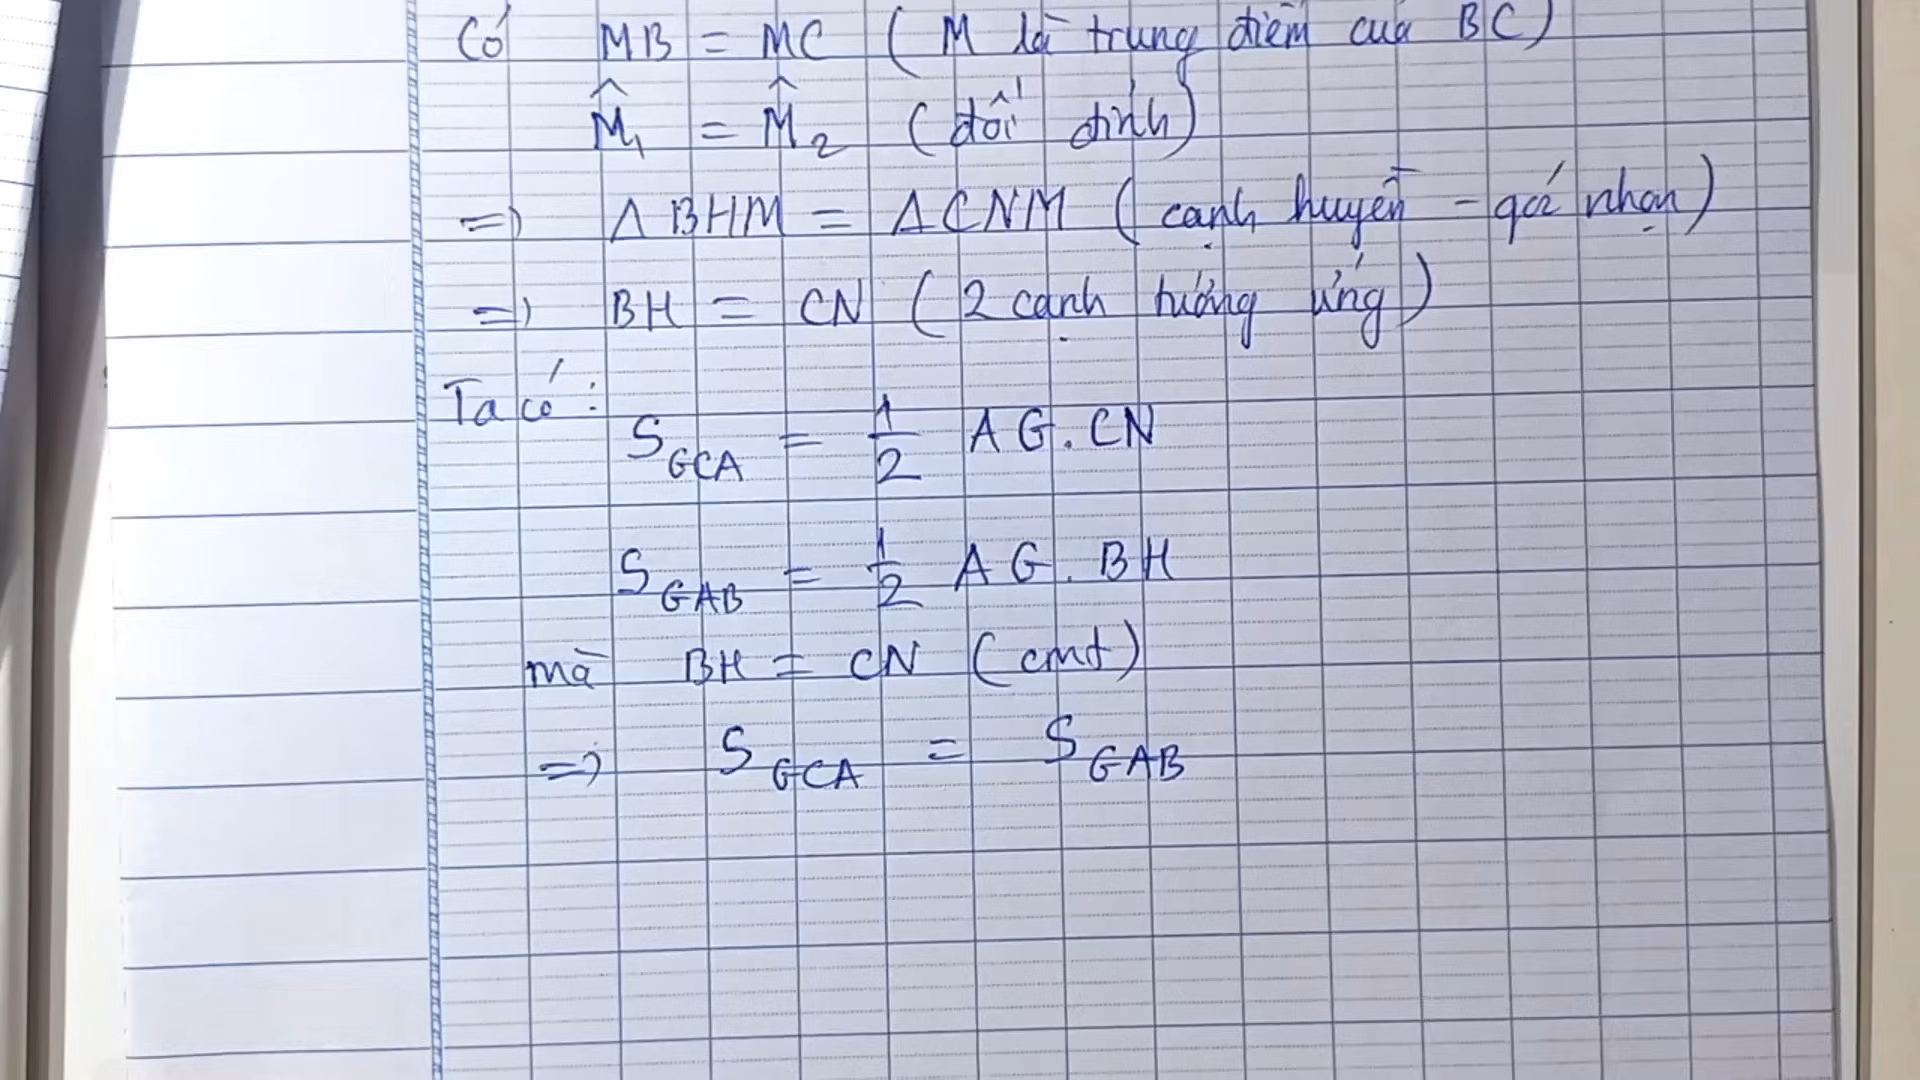 Có MB = MC ( M là trung điểm của BC )
M̂₁ = M̂₂ ( đối đỉnh )
=> Δ BHM = Δ CNM ( cạnh huyền - góc nhọn )
=> BH = CN ( 2 cạnh tương ứng )
Ta có :
S_GCA = 1/2 AG . CN
S_GAB = 1/2 AG . BH
mà BH = CN ( cmt )
=> S_GCA = S_GAB